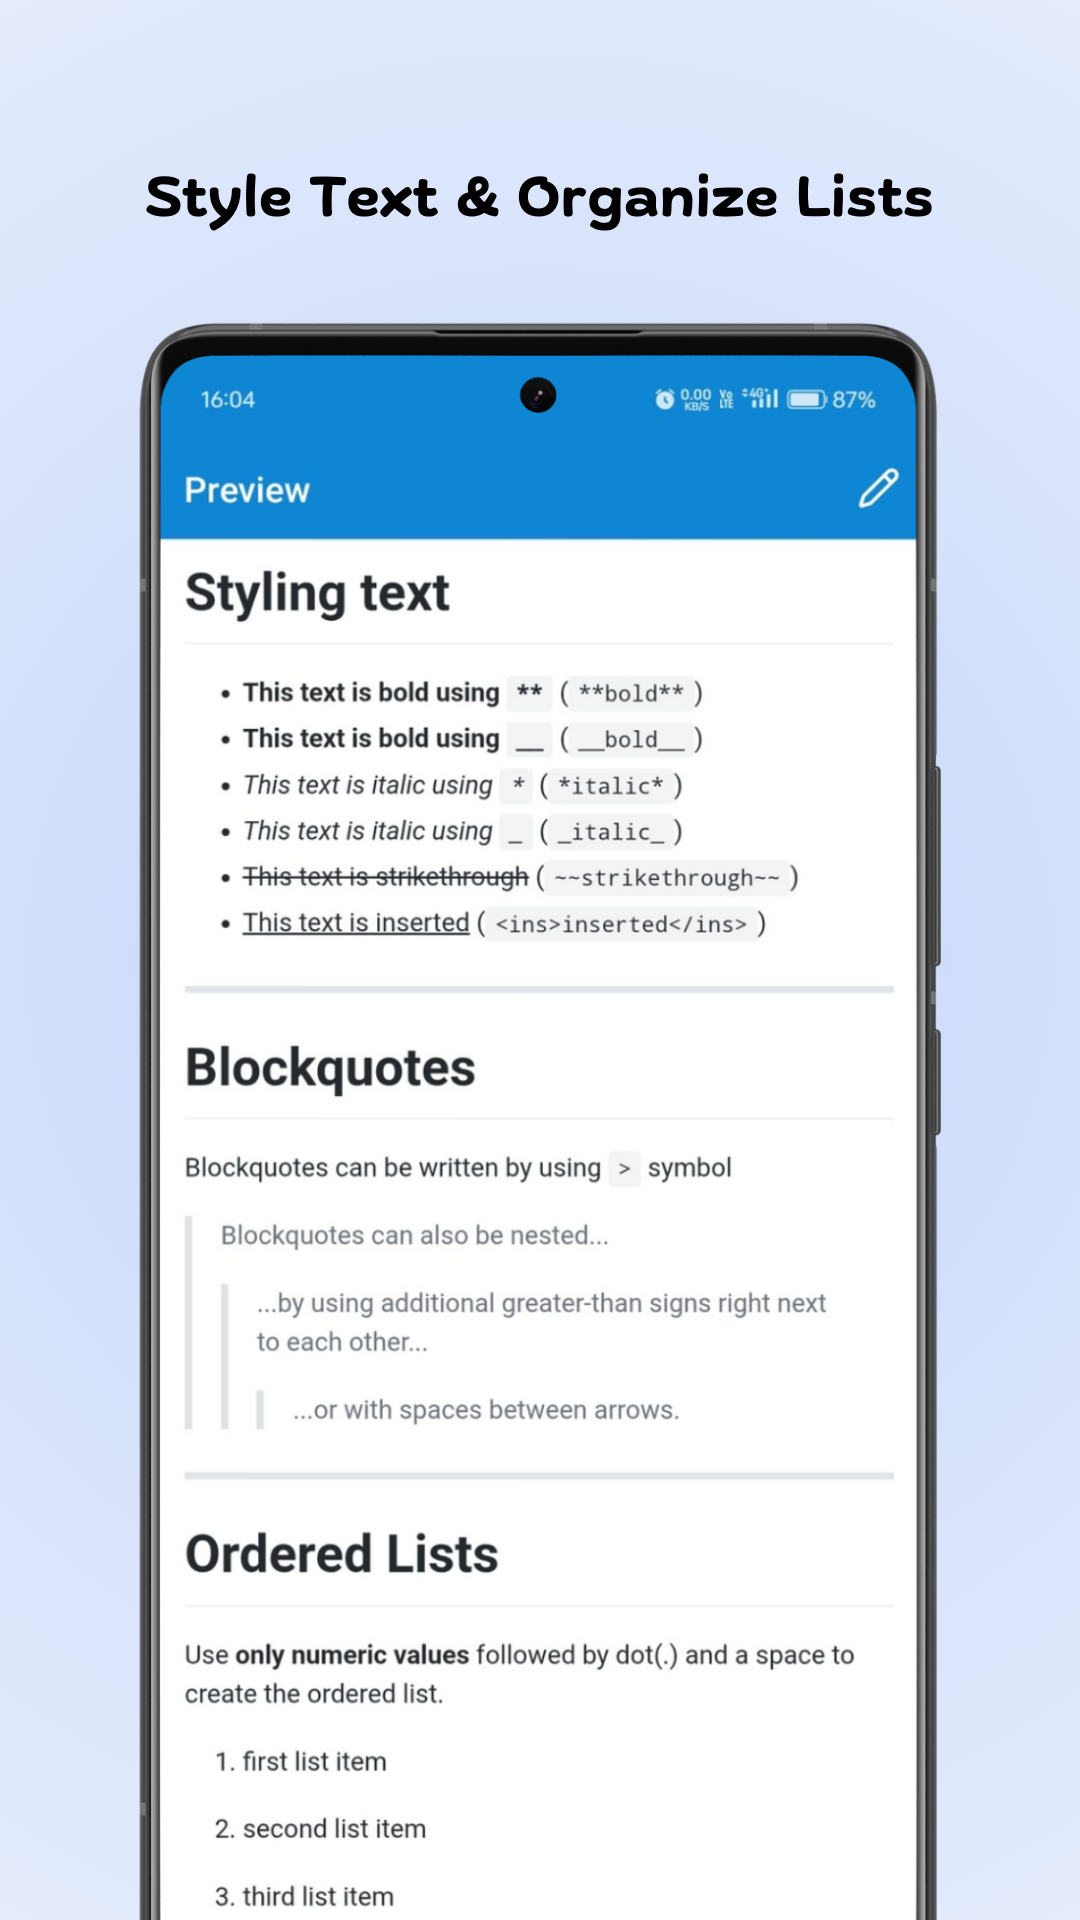 Style Text & Organize Lists
16:04
0.00 KB/S Vo LTE 4G+ 87%
Preview
Styling text
• This text is bold using ** ( **bold** )
• This text is bold using __ ( __bold__ )
• This text is italic using * ( *italic* )
• This text is italic using _ ( _italic_ )
• This text is strikethrough ( ~~strikethrough~~ )
• This text is inserted ( <ins>inserted</ins> )
Blockquotes
Blockquotes can be written by using > symbol
Blockquotes can also be nested...
...by using additional greater-than signs right next
to each other...
...or with spaces between arrows.
Ordered Lists
Use only numeric values followed by dot(.) and a space to
create the ordered list.
1. first list item
2. second list item
3. third list item